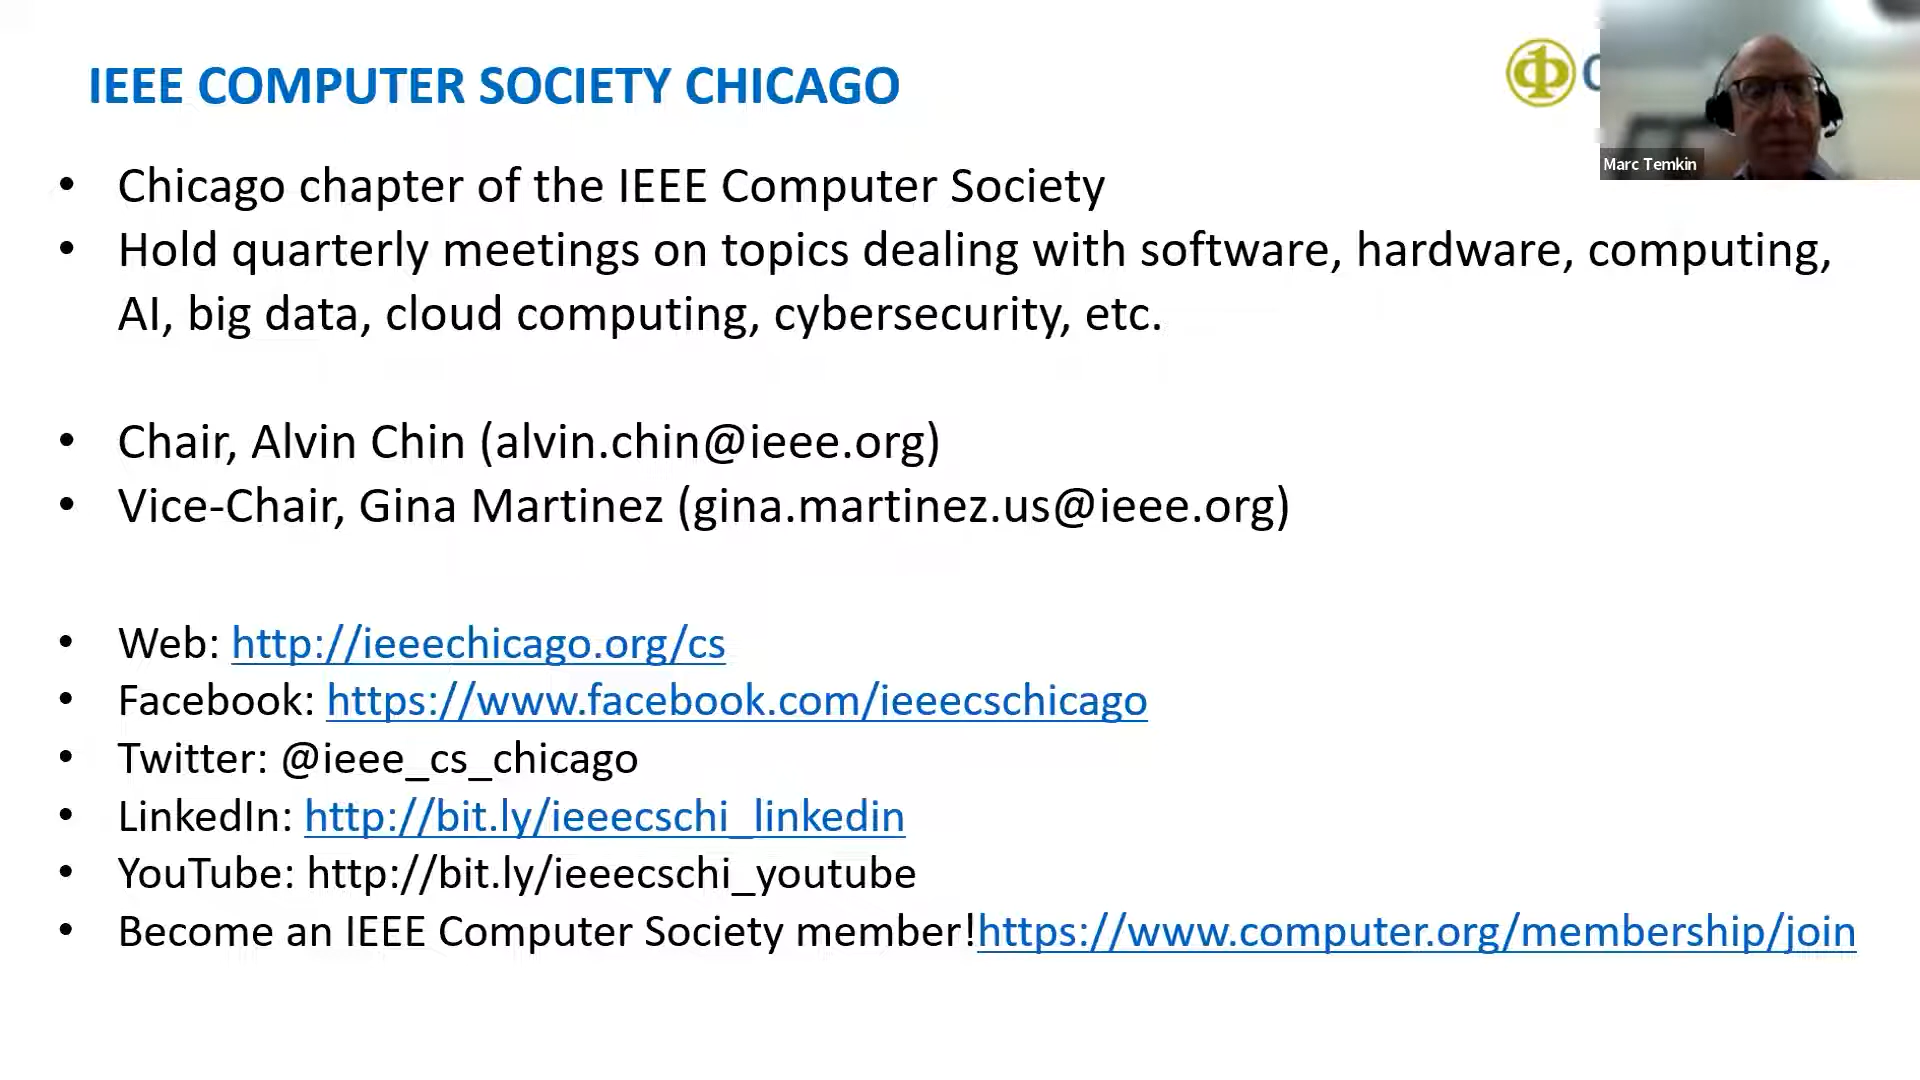 IEEE COMPUTER SOCIETY CHICAGO
Marc Temkin
• Chicago chapter of the IEEE Computer Society
• Hold quarterly meetings on topics dealing with software, hardware, computing,
AI, big data, cloud computing, cybersecurity, etc.
• Chair, Alvin Chin (alvin.chin@ieee.org)
• Vice-Chair, Gina Martinez (gina.martinez.us@ieee.org)
• Web: http://ieeechicago.org/cs
• Facebook: https://www.facebook.com/ieeecschicago
• Twitter: @ieee_cs_chicago
• LinkedIn: http://bit.ly/ieeecschi_linkedin
• YouTube: http://bit.ly/ieeecschi_youtube
• Become an IEEE Computer Society member!https://www.computer.org/membership/join